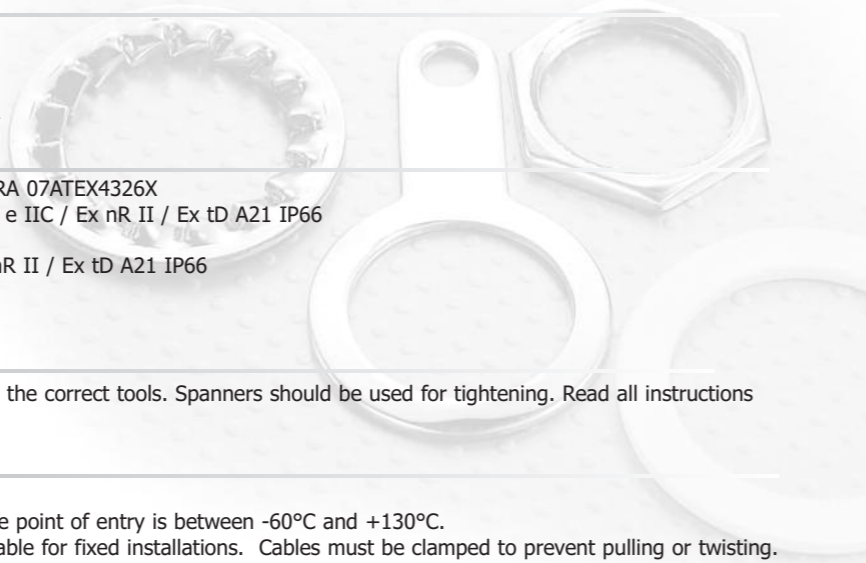 RA 07ATEX4326X
e IIC / Ex nR II / Ex tD A21 IP66
R II / Ex tD A21 IP66
the correct tools. Spanners should be used for tightening. Read all instructions
e point of entry is between -60°C and +130°C.
able for fixed installations. Cables must be clamped to prevent pulling or twisting.